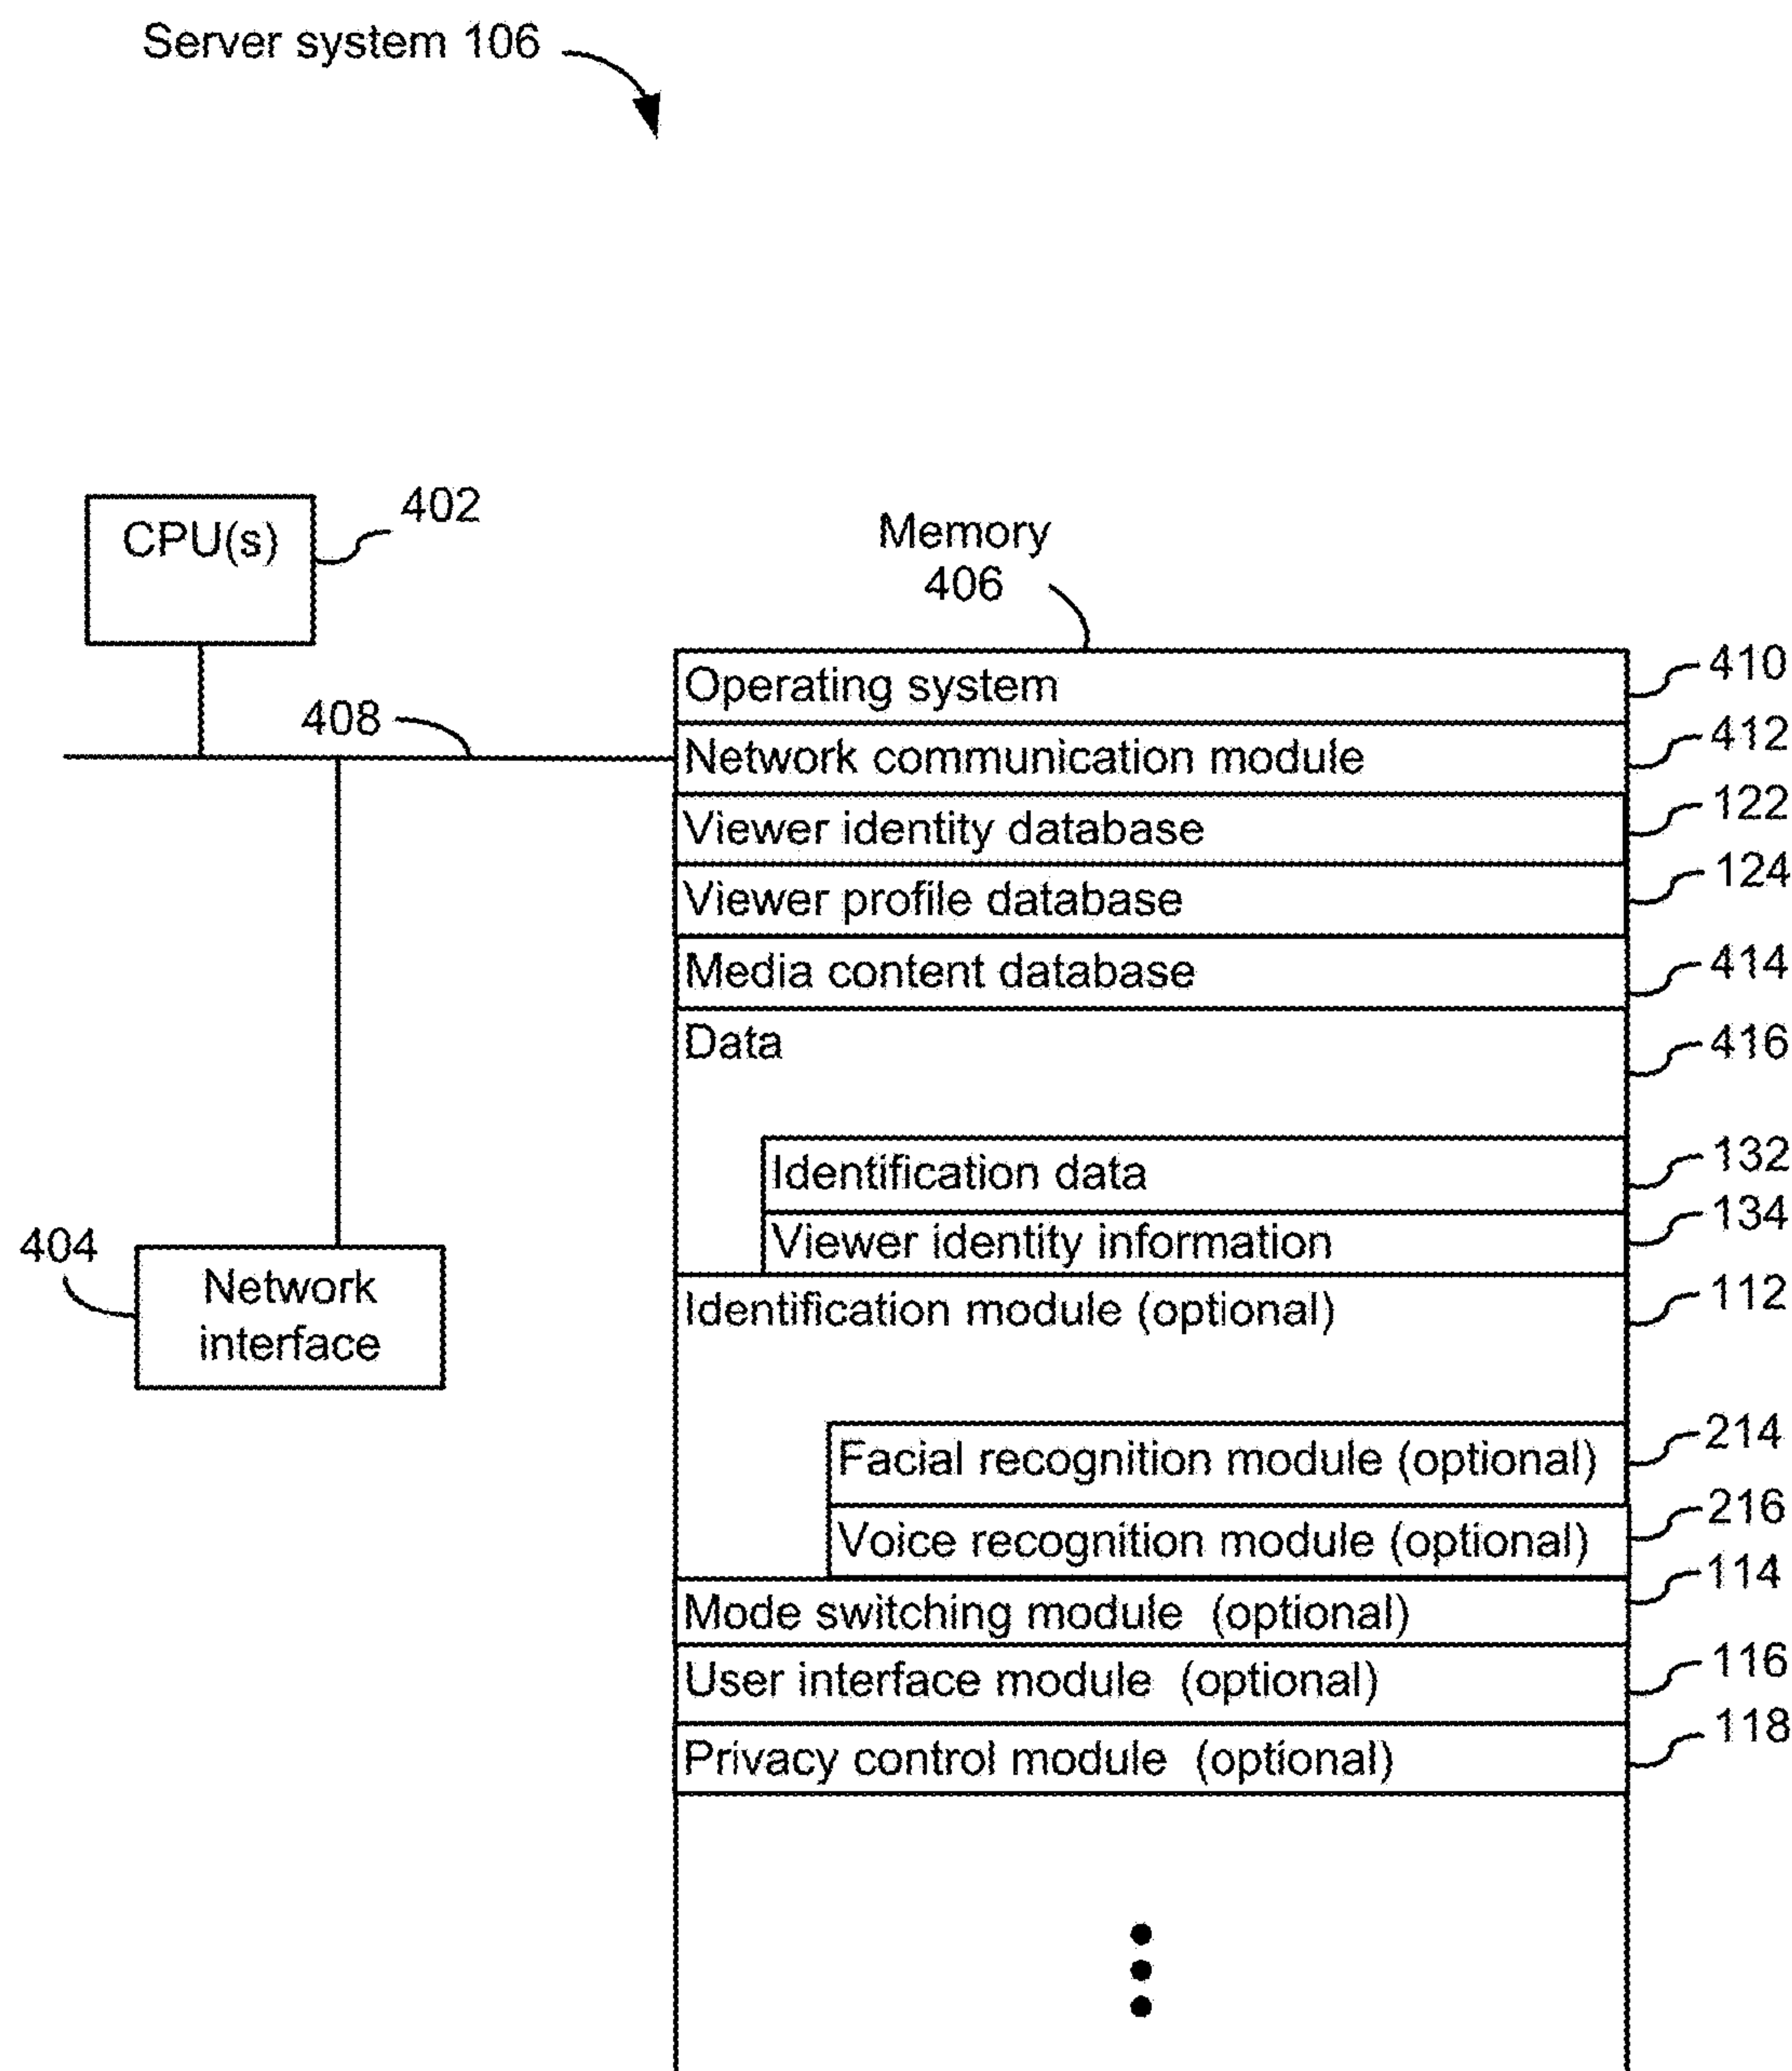 Server system 106
CPU(s)
402
Memory
406
408
Operating system
410
Network communication module
412
Viewer identity database
122
Viewer profile database
124
Media content database
414
Data
416
Identification data
132
Viewer identity information
134
404
Network
interface
Identification module (optional)
112
Facial recognition module (optional)
214
Voice recognition module (optional)
216
Mode switching module (optional)
114
User interface module (optional)
116
Privacy control module (optional)
118